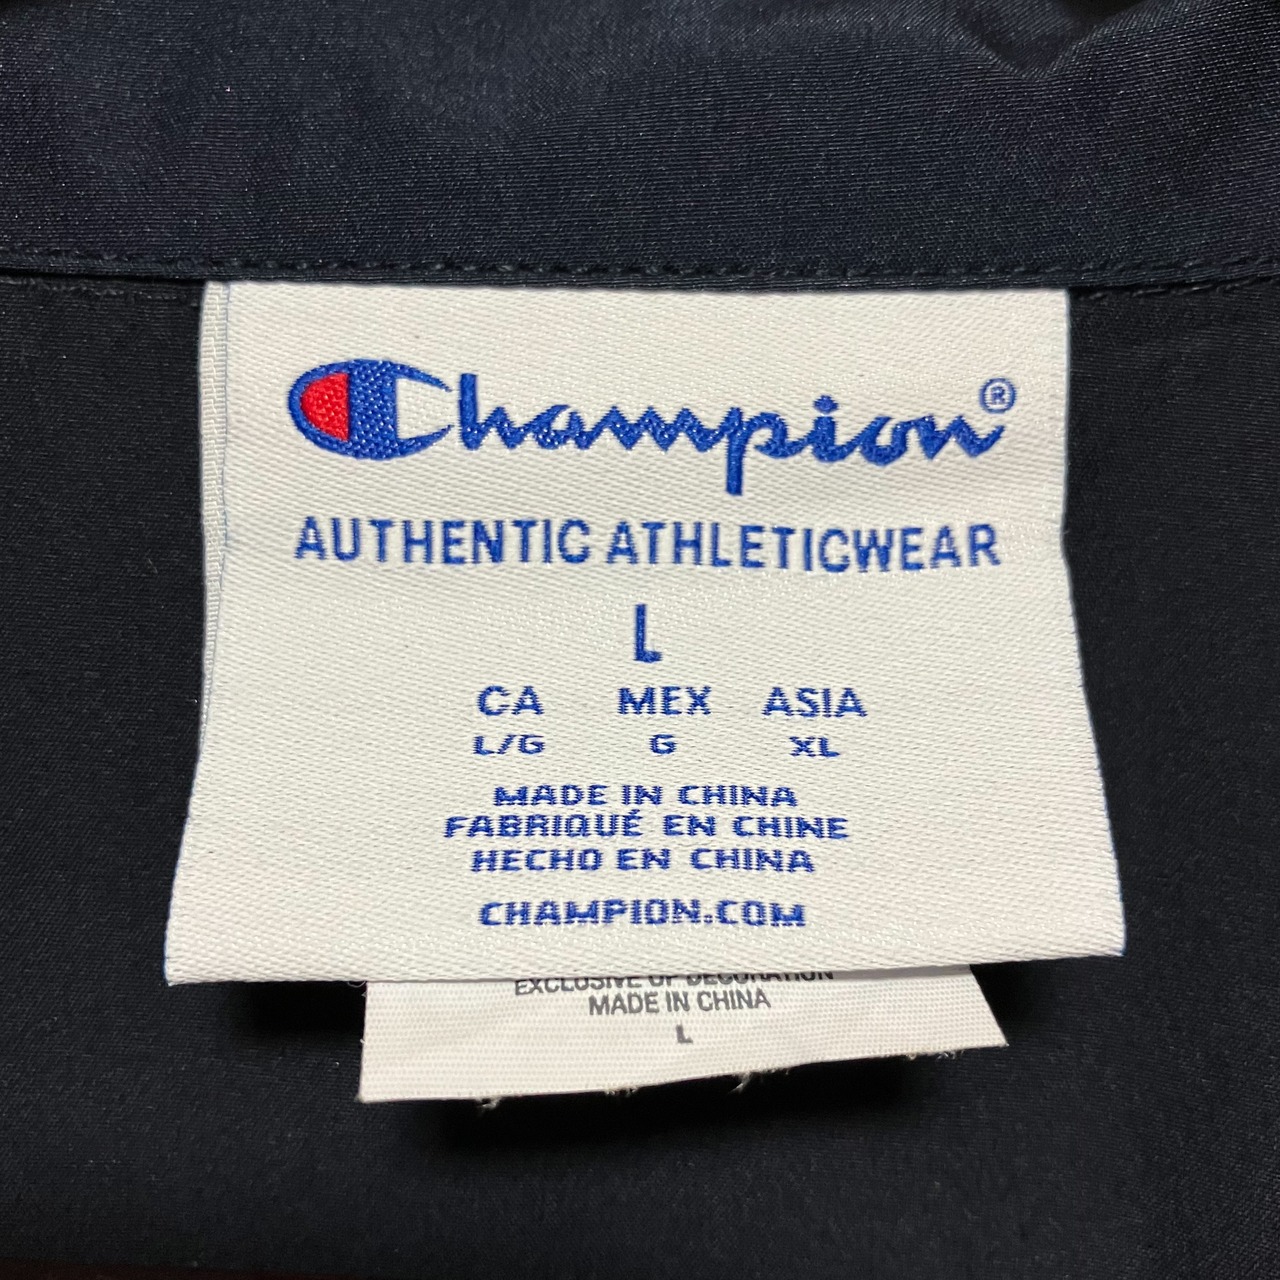 Champion®
AUTHENTIC ATHLETICWEAR
L
CA MEX ASIA
L/G G XL
MADE IN CHINA
FABRIQUÉ EN CHINE
HECHO EN CHINA
CHAMPION.COM
EXCLUSIVE OF DECORATION
MADE IN CHINA
L